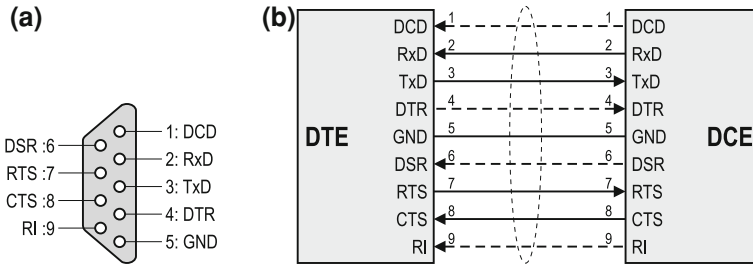 (a)
DSR :6
RTS :7
CTS :8
RI :9
1: DCD
2: RxD
3: TxD
4: DTR
5: GND
(b)
DTE
DCE
DCD 1 1 DCD
RxD 2 2 RxD
TxD 3 3 TxD
DTR 4 4 DTR
GND 5 5 GND
DSR 6 6 DSR
RTS 7 7 RTS
CTS 8 8 CTS
RI 9 9 RI